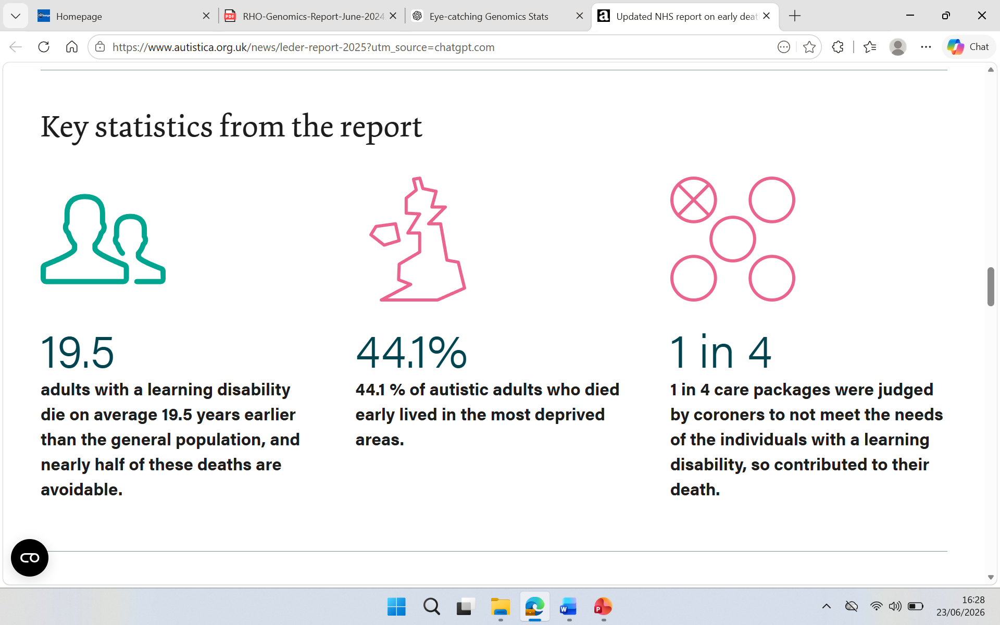 Homepage
RHO-Genomics-Report-June-2024
Eye-catching Genomics Stats
Updated NHS report on early deat
https://www.autistica.org.uk/news/leder-report-2025?utm_source=chatgpt.com
Chat
Key statistics from the report
19.5
adults with a learning disability
die on average 19.5 years earlier
than the general population, and
nearly half of these deaths are
avoidable.
44.1%
44.1 % of autistic adults who died
early lived in the most deprived
areas.
1 in 4
1 in 4 care packages were judged
by coroners to not meet the needs
of the individuals with a learning
disability, so contributed to their
death.
16:28
23/06/2026